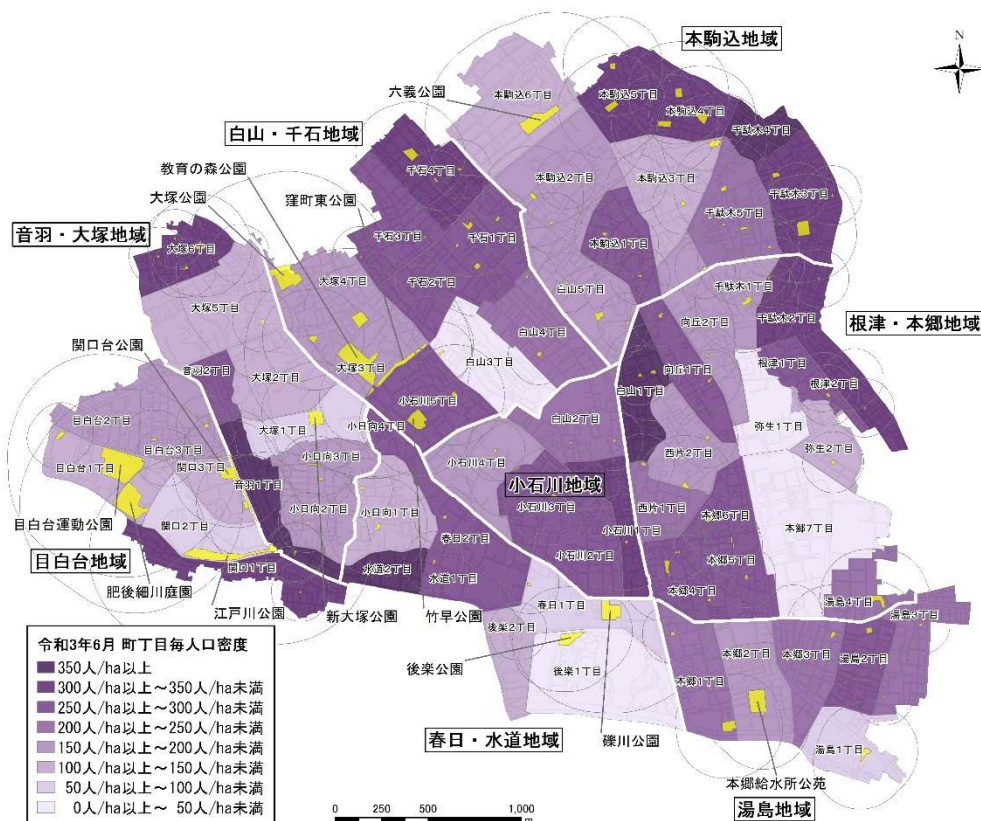 本駒込地域
N
六義公園
本駒込6丁目
本駒込5丁目
本駒込4丁目
千駄木4丁目
白山・千石地域
教育の森公園
千石4丁目
本駒込2丁目
本駒込3丁目
千駄木3丁目
大塚公園
窪町東公園
千駄木5丁目
音羽・大塚地域
大塚6丁目
千石3丁目
千石1丁目
本駒込1丁目
大塚4丁目
千石2丁目
白山5丁目
千駄木1丁目
大塚5丁目
向丘2丁目
千駄木2丁目
根津・本郷地域
関口台公園
白山4丁目
大塚3丁目
白山3丁目
根津1丁目
音羽2丁目
大塚2丁目
向丘1丁目
根津2丁目
白山1丁目
小石川5丁目
目白台2丁目
大塚1丁目
小日向4丁目
白山2丁目
弥生1丁目
目白台3丁目
西片2丁目
弥生2丁目
目白台1丁目
関口3丁目
小日向3丁目
小石川4丁目
音羽1丁目
小石川地域
小日向2丁目
小日向1丁目
小石川3丁目
西片1丁目
本郷6丁目
本郷7丁目
目白台運動公園
関口2丁目
小石川1丁目
春日2丁目
小石川2丁目
本郷5丁目
目白台地域
関口1丁目
水道2丁目
水道1丁目
本郷4丁目
肥後細川庭園
江戸川公園
新大塚公園
竹早公園
春日1丁目
湯島4丁目
湯島3丁目
後楽2丁目
後楽公園
後楽1丁目
本郷2丁目
本郷3丁目
湯島2丁目
本郷1丁目
春日・水道地域
礫川公園
湯島1丁目
本郷給水所公苑
湯島地域
令和3年6月 町丁目毎人口密度
350人/ha以上
300人/ha以上～350人/ha未満
250人/ha以上～300人/ha未満
200人/ha以上～250人/ha未満
150人/ha以上～200人/ha未満
100人/ha以上～150人/ha未満
50人/ha以上～100人/ha未満
0人/ha以上～ 50人/ha未満
0 250 500 1,000
m